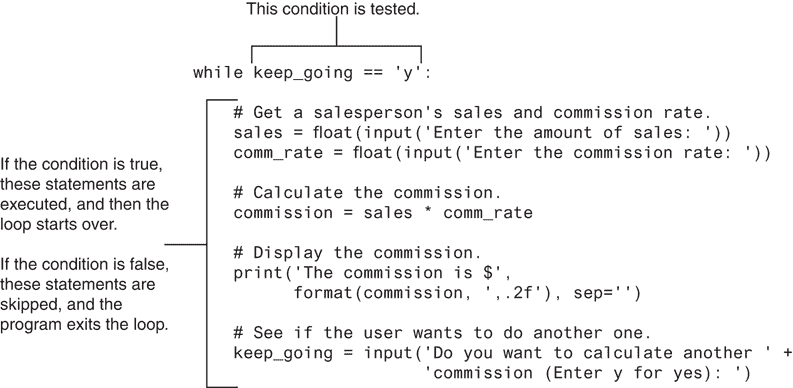 This condition is tested.
while keep_going == 'y':
# Get a salesperson's sales and commission rate.
sales = float(input('Enter the amount of sales: '))
comm_rate = float(input('Enter the commission rate: '))
# Calculate the commission.
commission = sales * comm_rate
# Display the commission.
print('The commission is $',
format(commission, ',.2f'), sep='')
# See if the user wants to do another one.
keep_going = input('Do you want to calculate another ' +
'commission (Enter y for yes): ')
If the condition is true,
these statements are
executed, and then the
loop starts over.
If the condition is false,
these statements are
skipped, and the
program exits the loop.